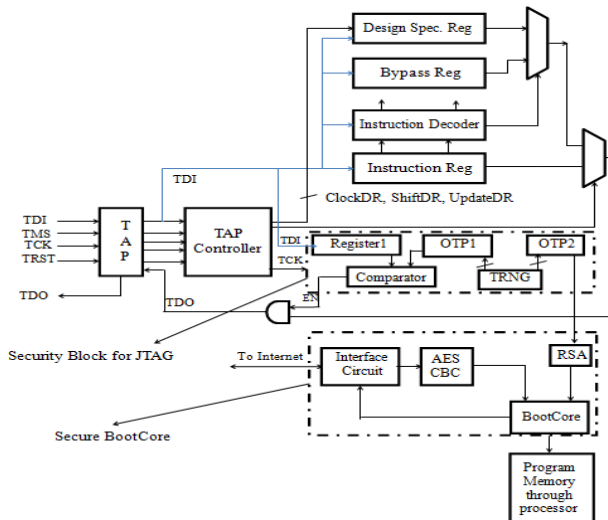 Design Spec. Reg
Bypass Reg
Instruction Decoder
Instruction Reg
TDI
ClockDR, ShiftDR, UpdateDR
TDI
TMS
TCK
TRST
TAP
TAP
Controller
TDI
TCK
Register1
OTP1
OTP2
Comparator
TRNG
TDO
TDO
EN
Security Block for JTAG
To Internet
Interface
Circuit
AES
CBC
RSA
BootCore
Secure BootCore
Program
Memory
through
processor